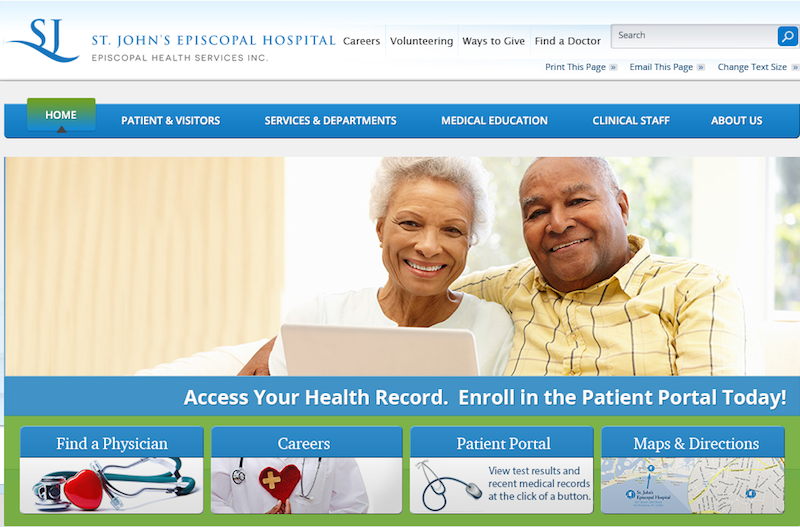 SJ
ST. JOHN'S EPISCOPAL HOSPITAL
EPISCOPAL HEALTH SERVICES INC.
Careers Volunteering Ways to Give Find a Doctor
Search
Print This Page Email This Page Change Text Size
HOME PATIENT & VISITORS SERVICES & DEPARTMENTS MEDICAL EDUCATION CLINICAL STAFF ABOUT US
Access Your Health Record. Enroll in the Patient Portal Today!
Find a Physician
Careers
Patient Portal
View test results and
recent medical records
at the click of a button.
Maps & Directions
St. John's
Episcopal Hospital